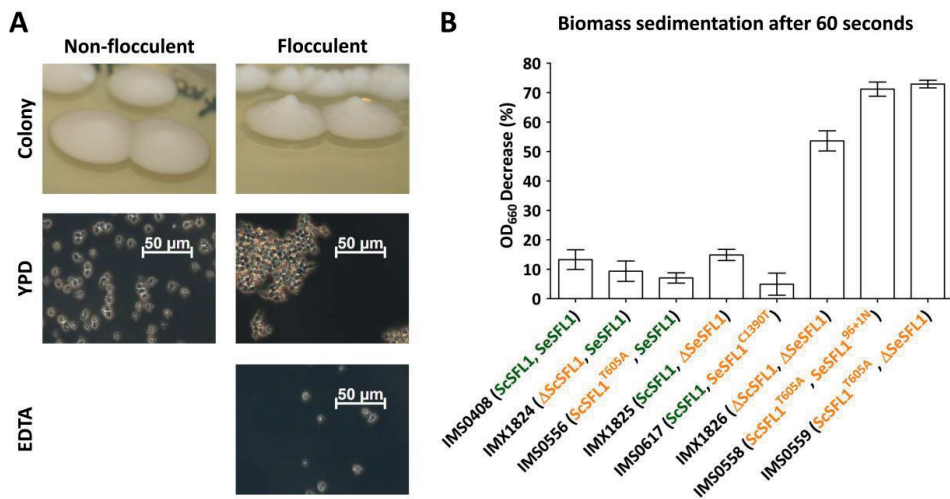 A
Non-flocculent
Flocculent
Colony
YPD
50 µm
50 µm
EDTA
50 µm
B
Biomass sedimentation after 60 seconds
OD660 Decrease (%)
80
70
60
50
40
30
20
10
0
IMS0408 (ScSFL1, SeSFL1)
IMX1824 (ΔScSFL1, SeSFL1)
IMS0556 (ScSFL1T605A, SeSFL1)
IMX1825 (ScSFL1, ΔSeSFL1)
IMS0617 (ScSFL1, SeSFL1C1390T)
IMX1826 (ΔScSFL1, ΔSeSFL1)
IMS0558 (ScSFL1T605A, SeSFL196+1N)
IMS0559 (ScSFL1T605A, ΔSeSFL1)